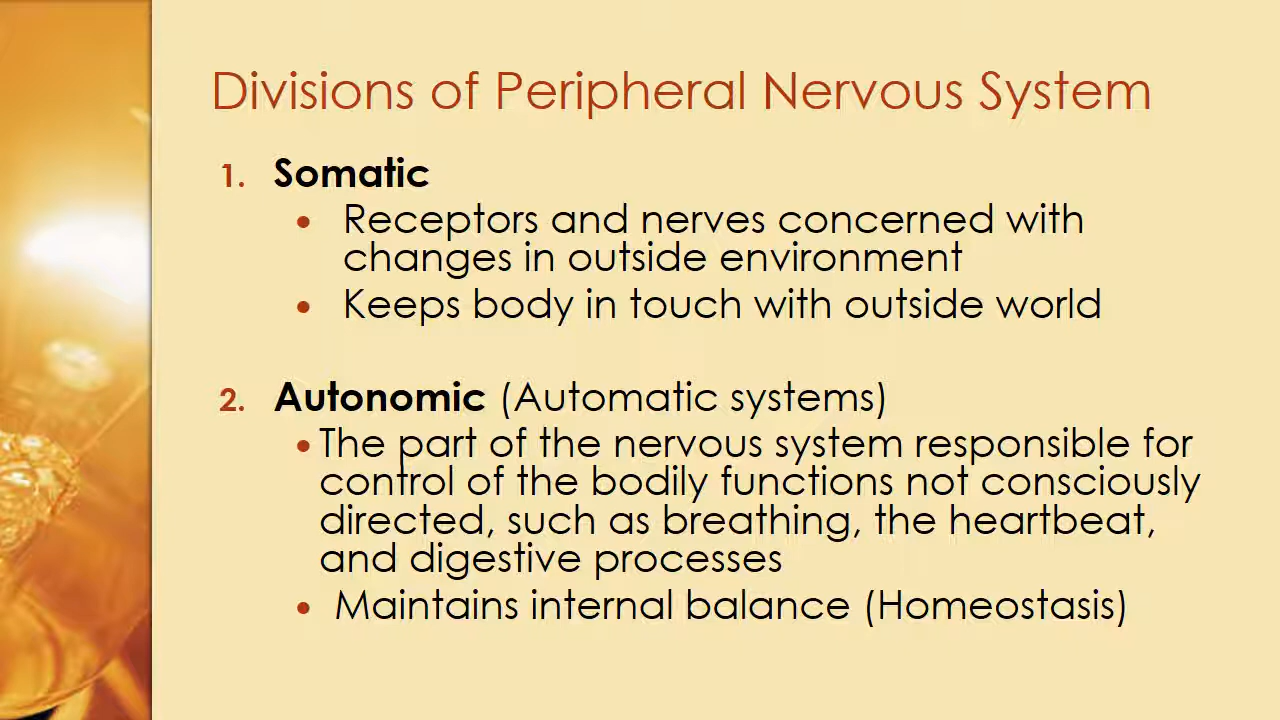 Divisions of Peripheral Nervous System
1. Somatic
• Receptors and nerves concerned with
changes in outside environment
• Keeps body in touch with outside world
2. Autonomic (Automatic systems)
• The part of the nervous system responsible for
control of the bodily functions not consciously
directed, such as breathing, the heartbeat,
and digestive processes
• Maintains internal balance (Homeostasis)